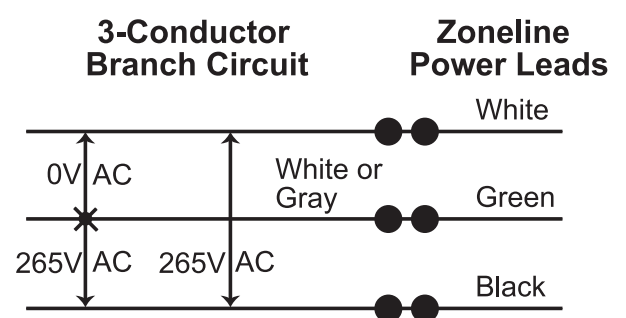 3-Conductor
Branch Circuit
Zoneline
Power Leads
White
0V AC
White or
Gray
Green
265V AC
265V AC
Black